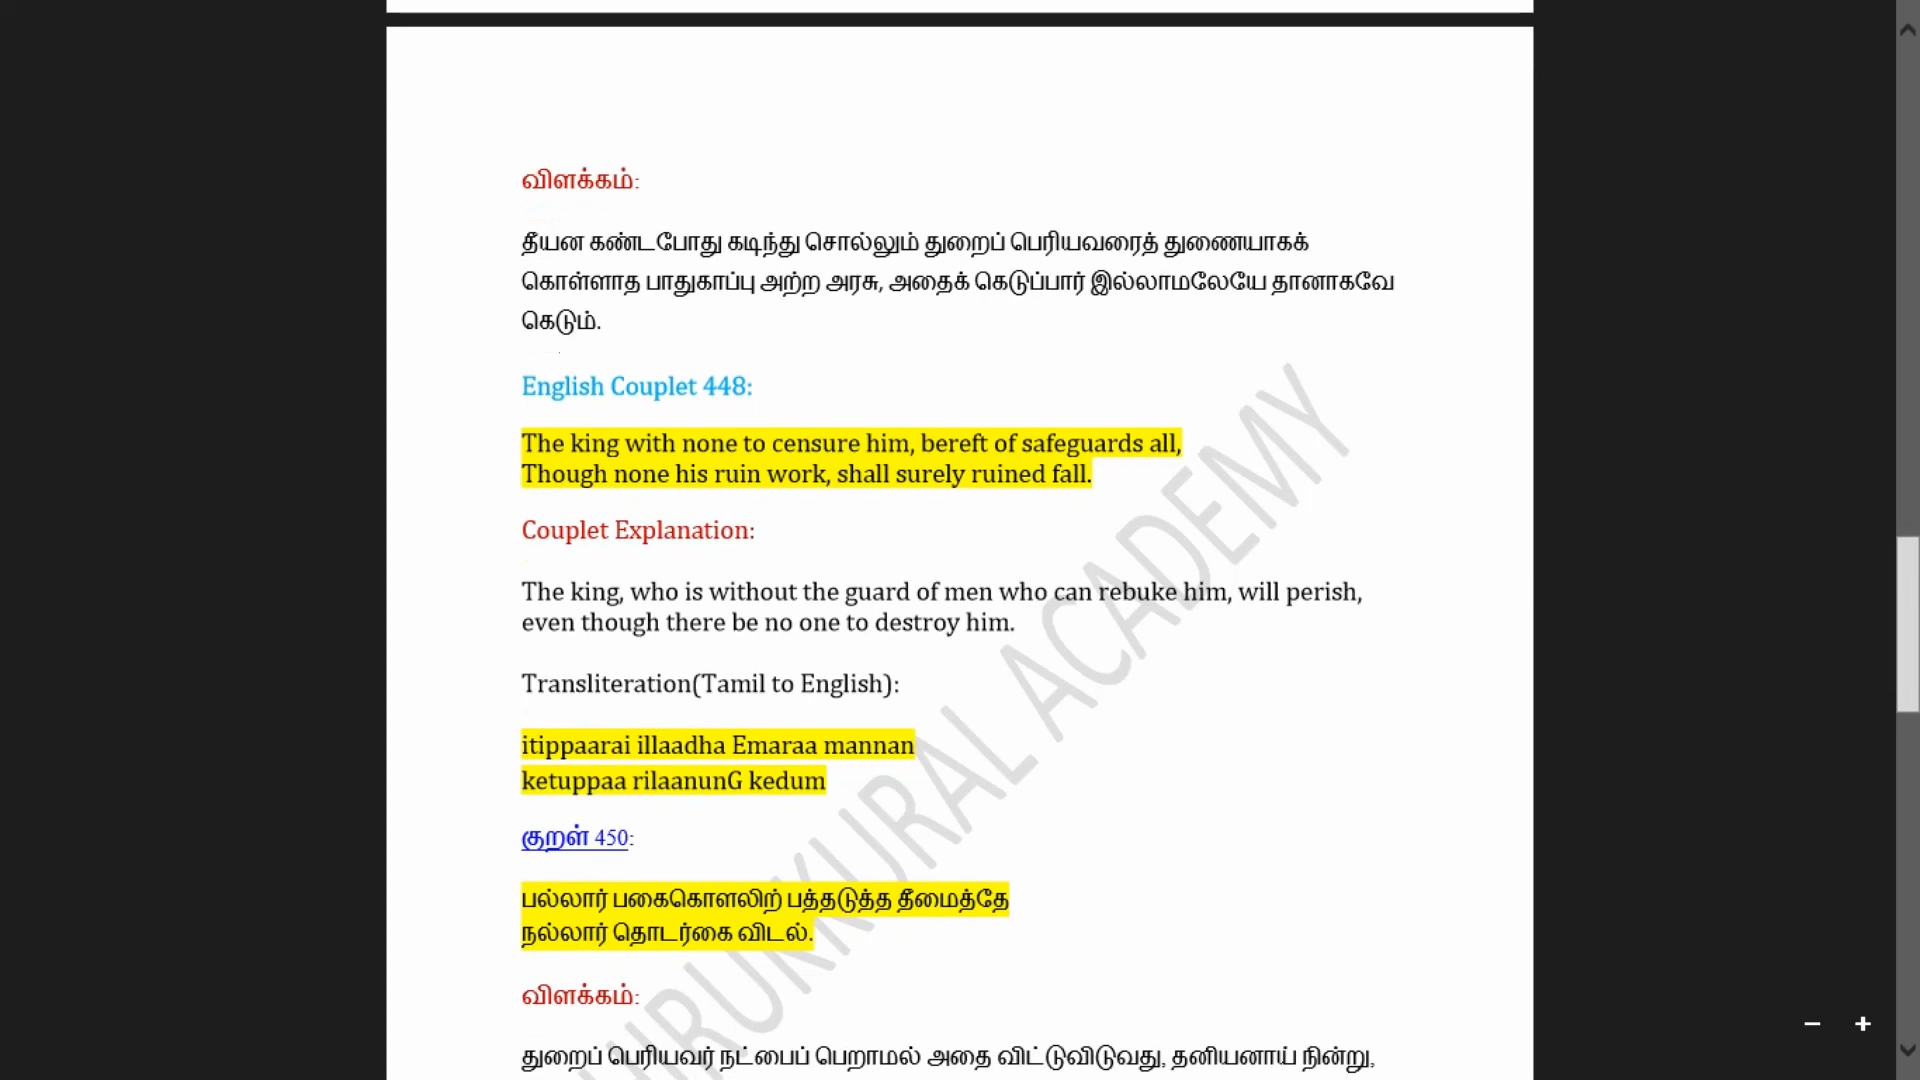 விளக்கம்:
தீயன கண்டபோது கடிந்து சொல்லும் துறைப் பெரியவரைத் துணையாகக்
கொள்ளாத பாதுகாப்பு அற்ற அரசு, அதைக் கெடுப்பார் இல்லாமலேயே தானாகவே
கெடும்.
English Couplet 448:
The king with none to censure him, bereft of safeguards all,
Though none his ruin work, shall surely ruined fall.
Couplet Explanation:
The king, who is without the guard of men who can rebuke him, will perish,
even though there be no one to destroy him.
Transliteration(Tamil to English):
itippaarai illaadha Emaraa mannan
ketuppaa rilaanunG kedum
குறள் 450:
பல்லார் பகைகொளலிற் பத்தடுத்த தீமைத்தே
நல்லார் தொடர்கை விடல்.
விளக்கம்:
துறைப் பெரியவர் நட்பைப் பெறாமல் அதை விட்டுவிடுவது, தனியனாய் நின்று,
HIRUKKURAL ACADEMY